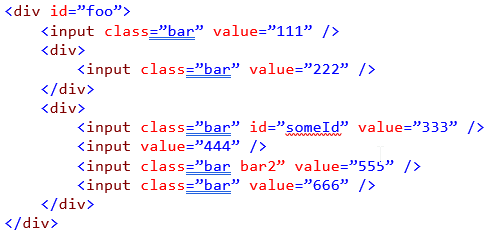 <div id=”foo”>
<input class=”bar” value=”111” />
<div>
<input class=”bar” value=”222” />
</div>
<div>
<input class=”bar” id=”someId” value=”333” />
<input value=”444” />
<input class=”bar bar2” value=”555” />
<input class=”bar” value=”666” />
</div>
</div>